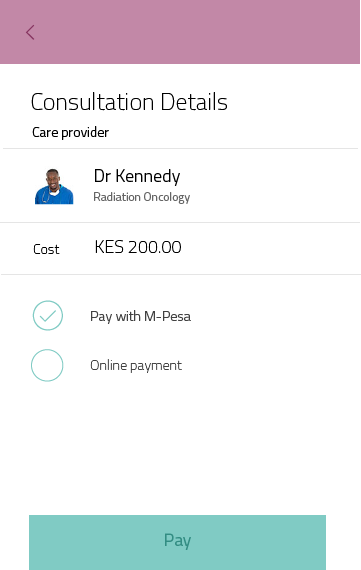 Consultation Details
Care provider
Dr Kennedy
Radiation Oncology
Cost KES 200.00
Pay with M-Pesa
Online payment
Pay